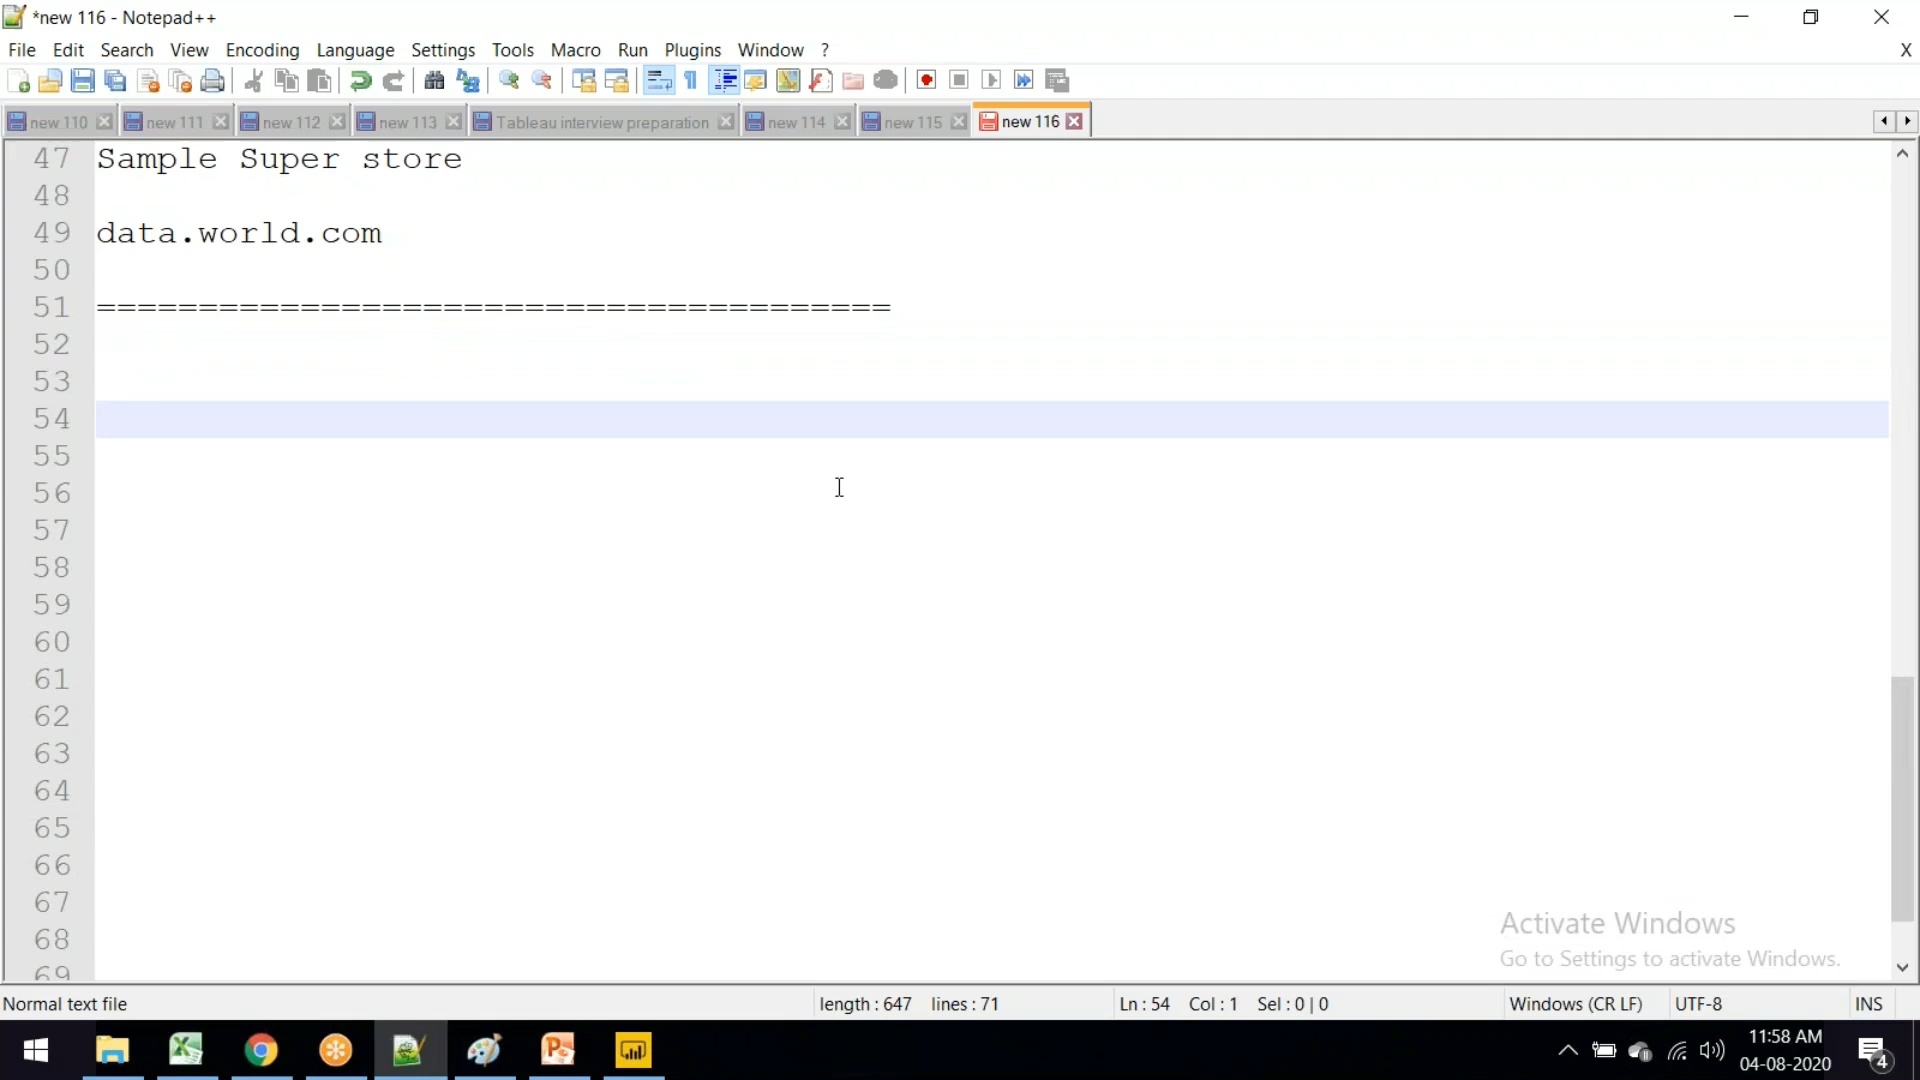 *new 116 - Notepad++
File Edit Search View Encoding Language Settings Tools Macro Run Plugins Window ? X
new 110 new 111 new 112 new 113 Tableau interview preparation new 114 new 115 new 116
47 Sample Super store
48
49 data.world.com
50
51 =======================================
52
53
54
55
56
57
58
59
60
61
62
63
64
65
66
67
68
69
Activate Windows
Go to Settings to activate Windows.
Normal text file length : 647 lines : 71 Ln : 54 Col : 1 Sel : 0 | 0 Windows (CR LF) UTF-8 INS
11:58 AM
04-08-2020
4